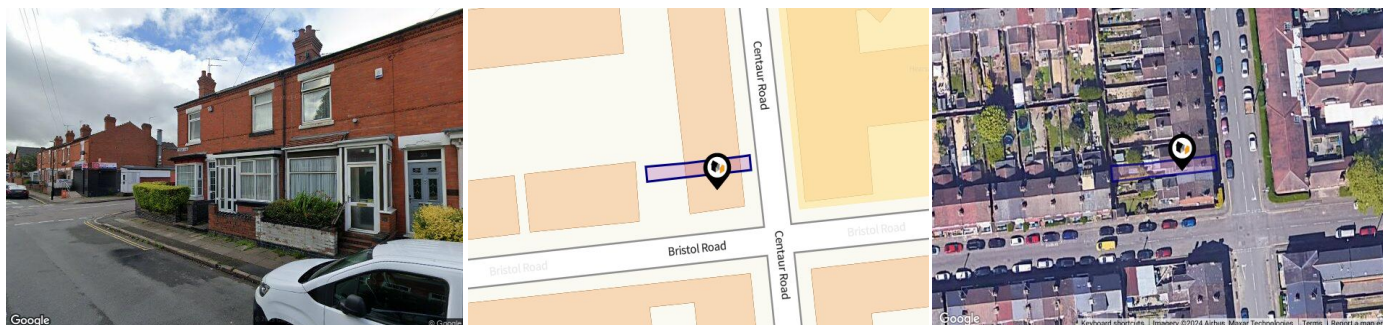 Google
© Google
Centaur Road
Bristol Road
Bristol Road
Bristol Road
Centaur Road
Google
Keyboard shortcuts
Imagery ©2024 Airbus, Maxar Technologies
Terms
Report a map